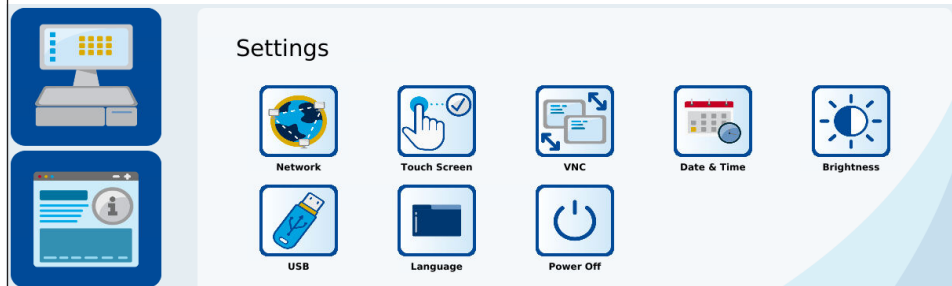 Settings
Network
Touch Screen
VNC
Date & Time
Brightness
USB
Language
Power Off